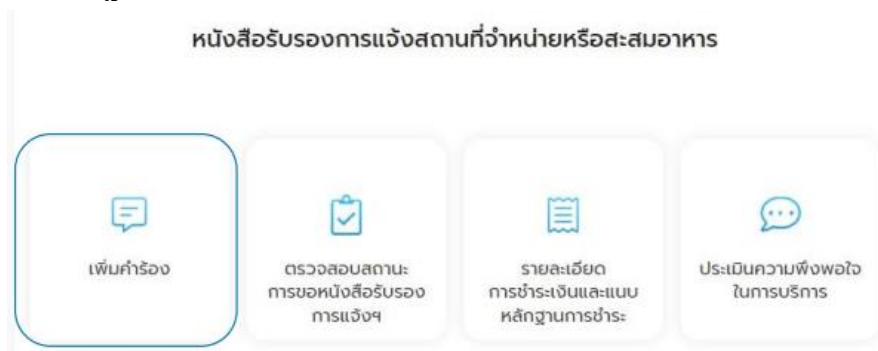 หนังสือรับรองการแจ้งสถานที่จำหน่ายหรือสะสมอาหาร
เพิ่มคำร้อง
ตรวจสอบสถานะ
การขอหนังสือรับรอง
การแจ้งฯ
รายละเอียด
การชำระเงินและแนบ
หลักฐานการชำระ
ประเมินความพึงพอใจ
ในการบริการ